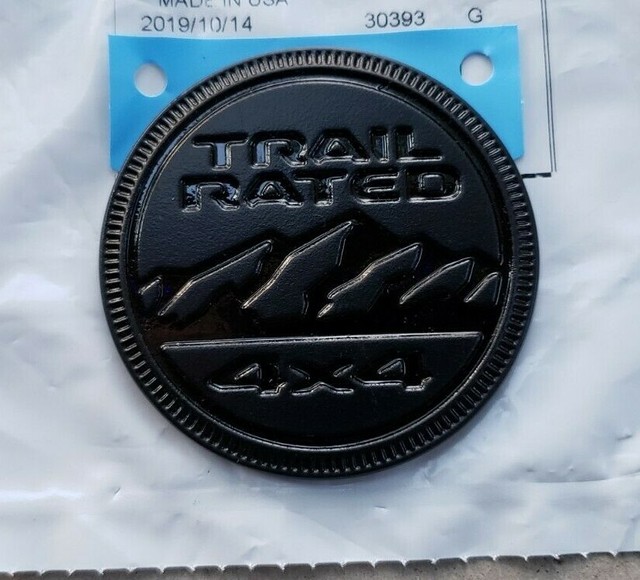 MADE IN USA
2019/10/14 30393 G
TRAIL
RATED
4x4